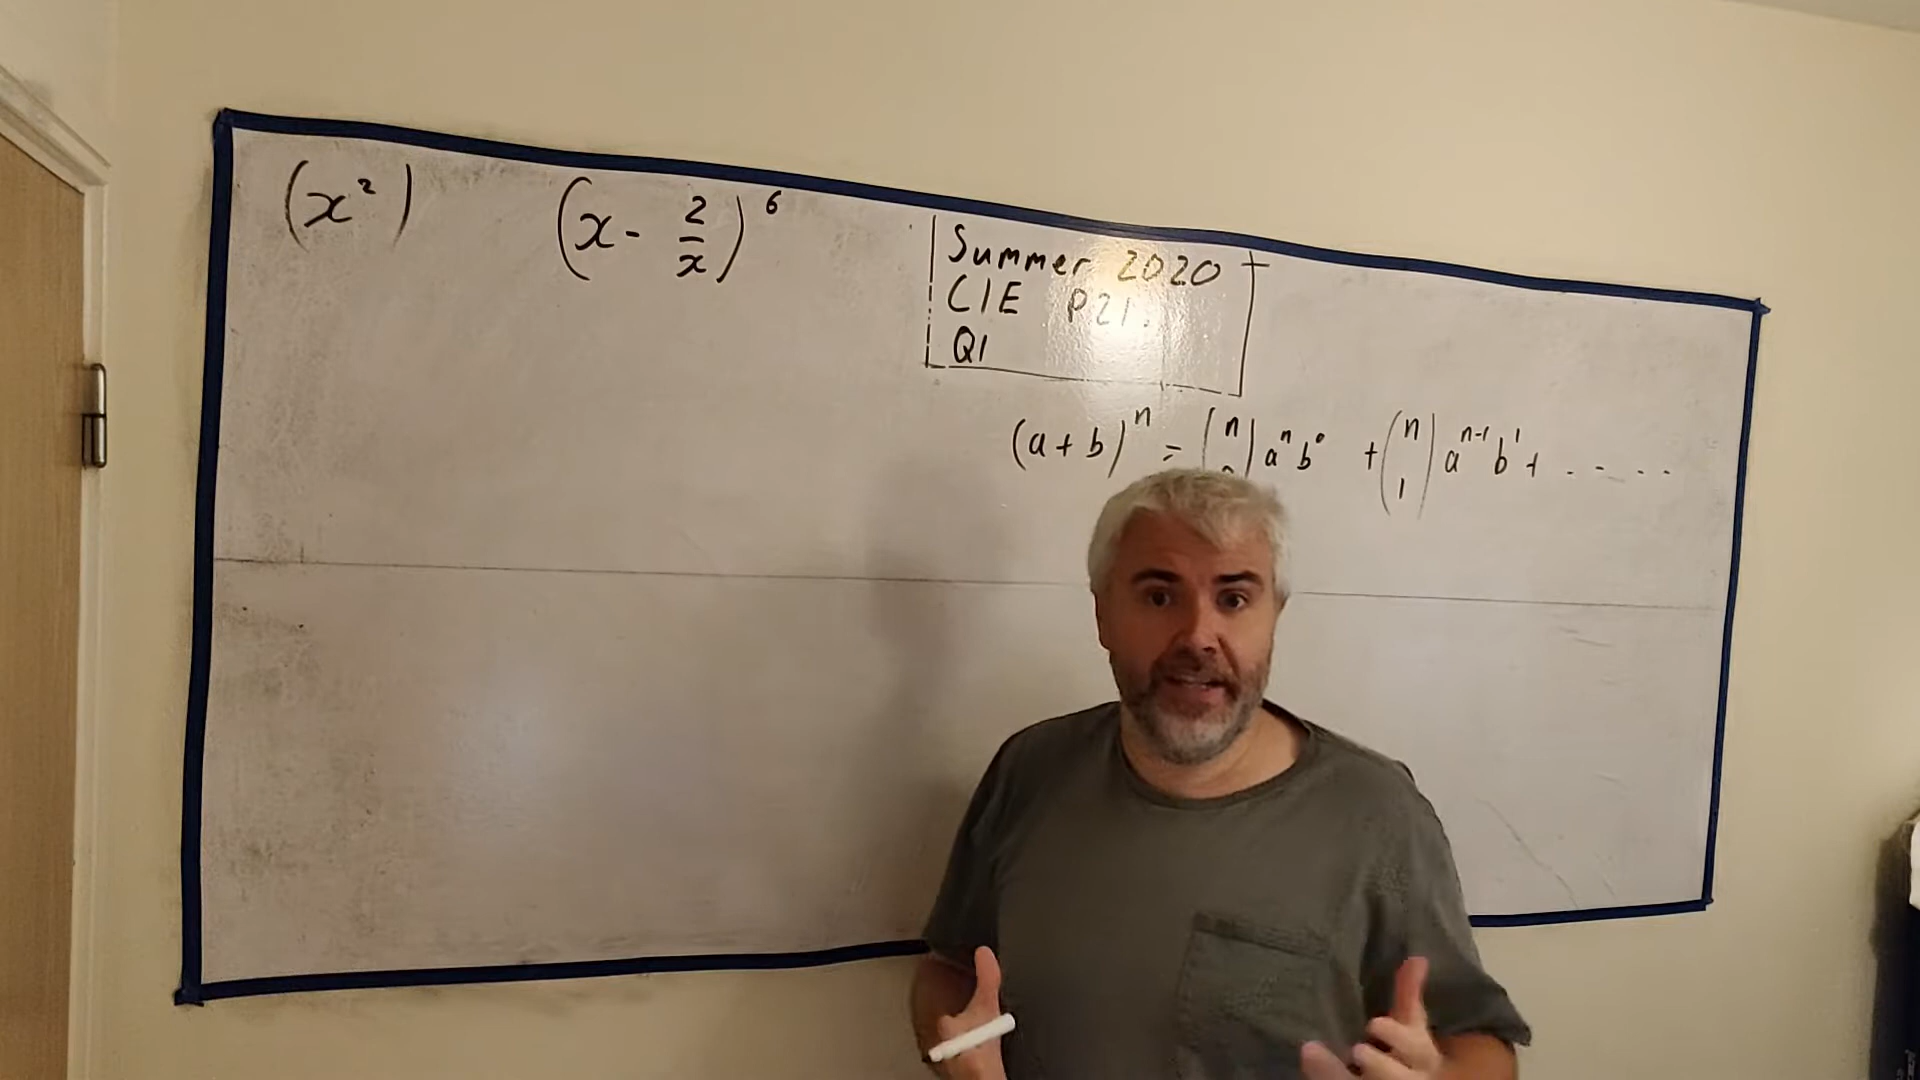 (x²) (x - 2/x)⁶
Summer 2020
CIE P21.
Q1
(a + b)ⁿ = (n 0) aⁿ b⁰ + (n 1) aⁿ⁻¹ b¹ + . - - . . .